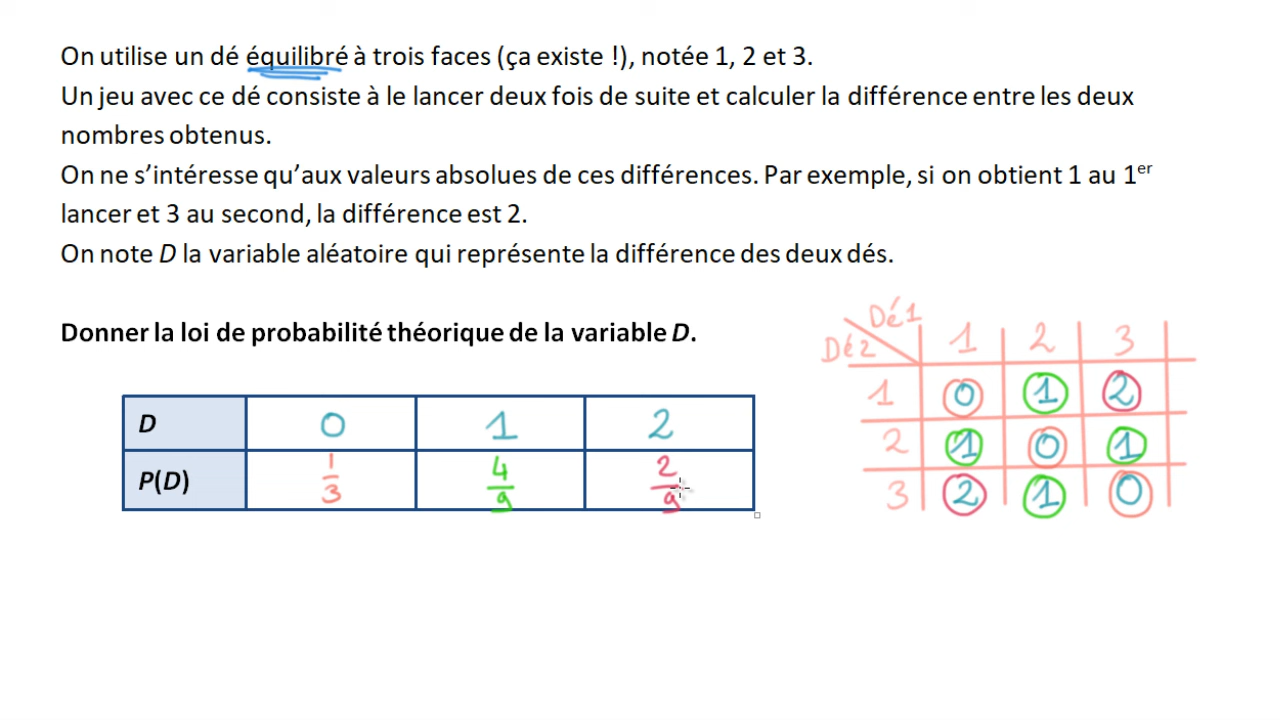 On utilise un dé équilibré à trois faces (ça existe !), notée 1, 2 et 3.
Un jeu avec ce dé consiste à le lancer deux fois de suite et calculer la différence entre les deux
nombres obtenus.
On ne s’intéresse qu’aux valeurs absolues de ces différences. Par exemple, si on obtient 1 au 1er
lancer et 3 au second, la différence est 2.
On note D la variable aléatoire qui représente la différence des deux dés.
Donner la loi de probabilité théorique de la variable D.
D 0 1 2
P(D) 1/3 4/9 2/9
Dé1
Dé2 1 2 3
1 0 1 2
2 1 0 1
3 2 1 0